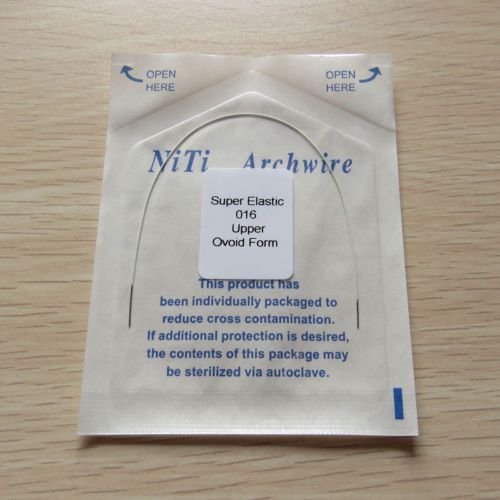 OPEN
HERE
OPEN
HERE
NiTi Archwire
Super Elastic
016
Upper
Ovoid Form
This product has
been individually packaged to
reduce cross contamination.
If additional protection is desired,
the contents of this package may
be sterilized via autoclave.